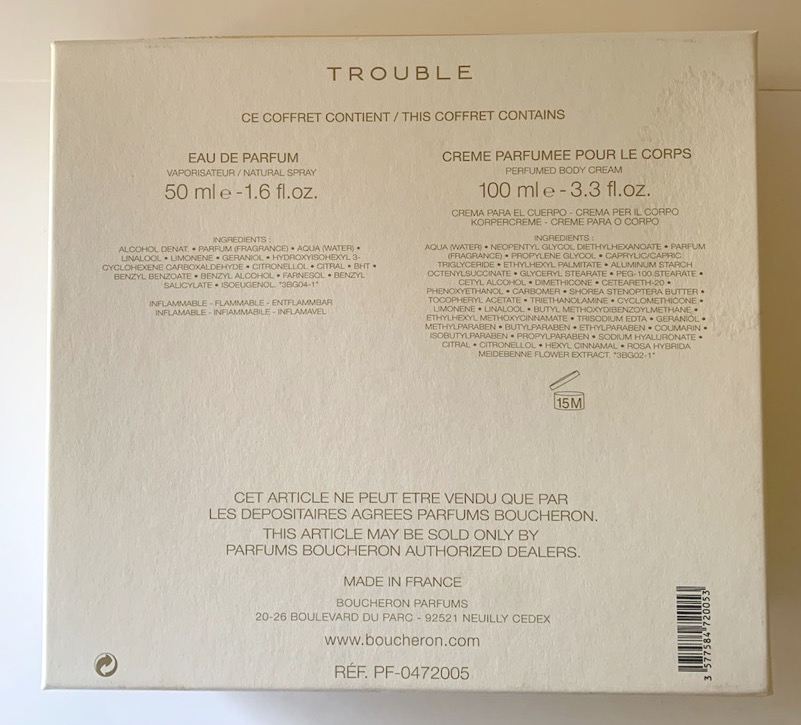 TROUBLE
CE COFFRET CONTIENT / THIS COFFRET CONTAINS
EAU DE PARFUM
VAPORISATEUR / NATURAL SPRAY
50 ml e - 1.6 fl.oz.
INGREDIENTS :
ALCOHOL DENAT. • PARFUM (FRAGRANCE) • AQUA (WATER) •
LINALOOL • LIMONENE • GERANIOL • HYDROXYISOHEXYL 3-
CYCLOHEXENE CARBOXALDEHYDE • CITRONELLOL • CITRAL • BHT •
BENZYL BENZOATE • BENZYL ALCOHOL • FARNESOL • BENZYL
SALICYLATE • ISOEUGENOL. "3BG04-1"
INFLAMMABLE - FLAMMABLE - ENTFLAMMBAR
INFLAMABLE - INFIAMMABILE - INFLAMAVEL
CREME PARFUMEE POUR LE CORPS
PERFUMED BODY CREAM
100 ml e - 3.3 fl.oz.
CREMA PARA EL CUERPO - CREMA PER IL CORPO
KORPERCREME - CREME PARA O CORPO
INGREDIENTS :
AQUA (WATER) • NEOPENTYL GLYCOL DIETHYLHEXANOATE • PARFUM
(FRAGRANCE) • PROPYLENE GLYCOL • CAPRYLIC/CAPRIC
TRIGLYCERIDE • ETHYLHEXYL PALMITATE • ALUMINUM STARCH
OCTENYLSUCCINATE • GLYCERYL STEARATE • PEG-100 STEARATE •
CETYL ALCOHOL • DIMETHICONE • CETEARETH-20 •
PHENOXYETHANOL • CARBOMER • SHOREA STENOPTERA BUTTER •
TOCOPHERYL ACETATE • TRIETHANOLAMINE • CYCLOMETHICONE •
LIMONENE • LINALOOL • BUTYL METHOXYDIBENZOYLMETHANE •
ETHYLHEXYL METHOXYCINNAMATE • TRISODIUM EDTA • GERANIOL •
METHYLPARABEN • BUTYLPARABEN • ETHYLPARABEN • COUMARIN •
ISOBUTYLPARABEN • PROPYLPARABEN • SODIUM HYALURONATE •
CITRAL • CITRONELLOL • HEXYL CINNAMAL • ROSA HYBRIDA
MEIDEBENNE FLOWER EXTRACT. "3BG02-1"
15M
CET ARTICLE NE PEUT ETRE VENDU QUE PAR
LES DEPOSITAIRES AGREES PARFUMS BOUCHERON.
THIS ARTICLE MAY BE SOLD ONLY BY
PARFUMS BOUCHERON AUTHORIZED DEALERS.
MADE IN FRANCE
BOUCHERON PARFUMS
20-26 BOULEVARD DU PARC - 92521 NEUILLY CEDEX
www.boucheron.com
RÉF. PF-0472005
3 577584 720053